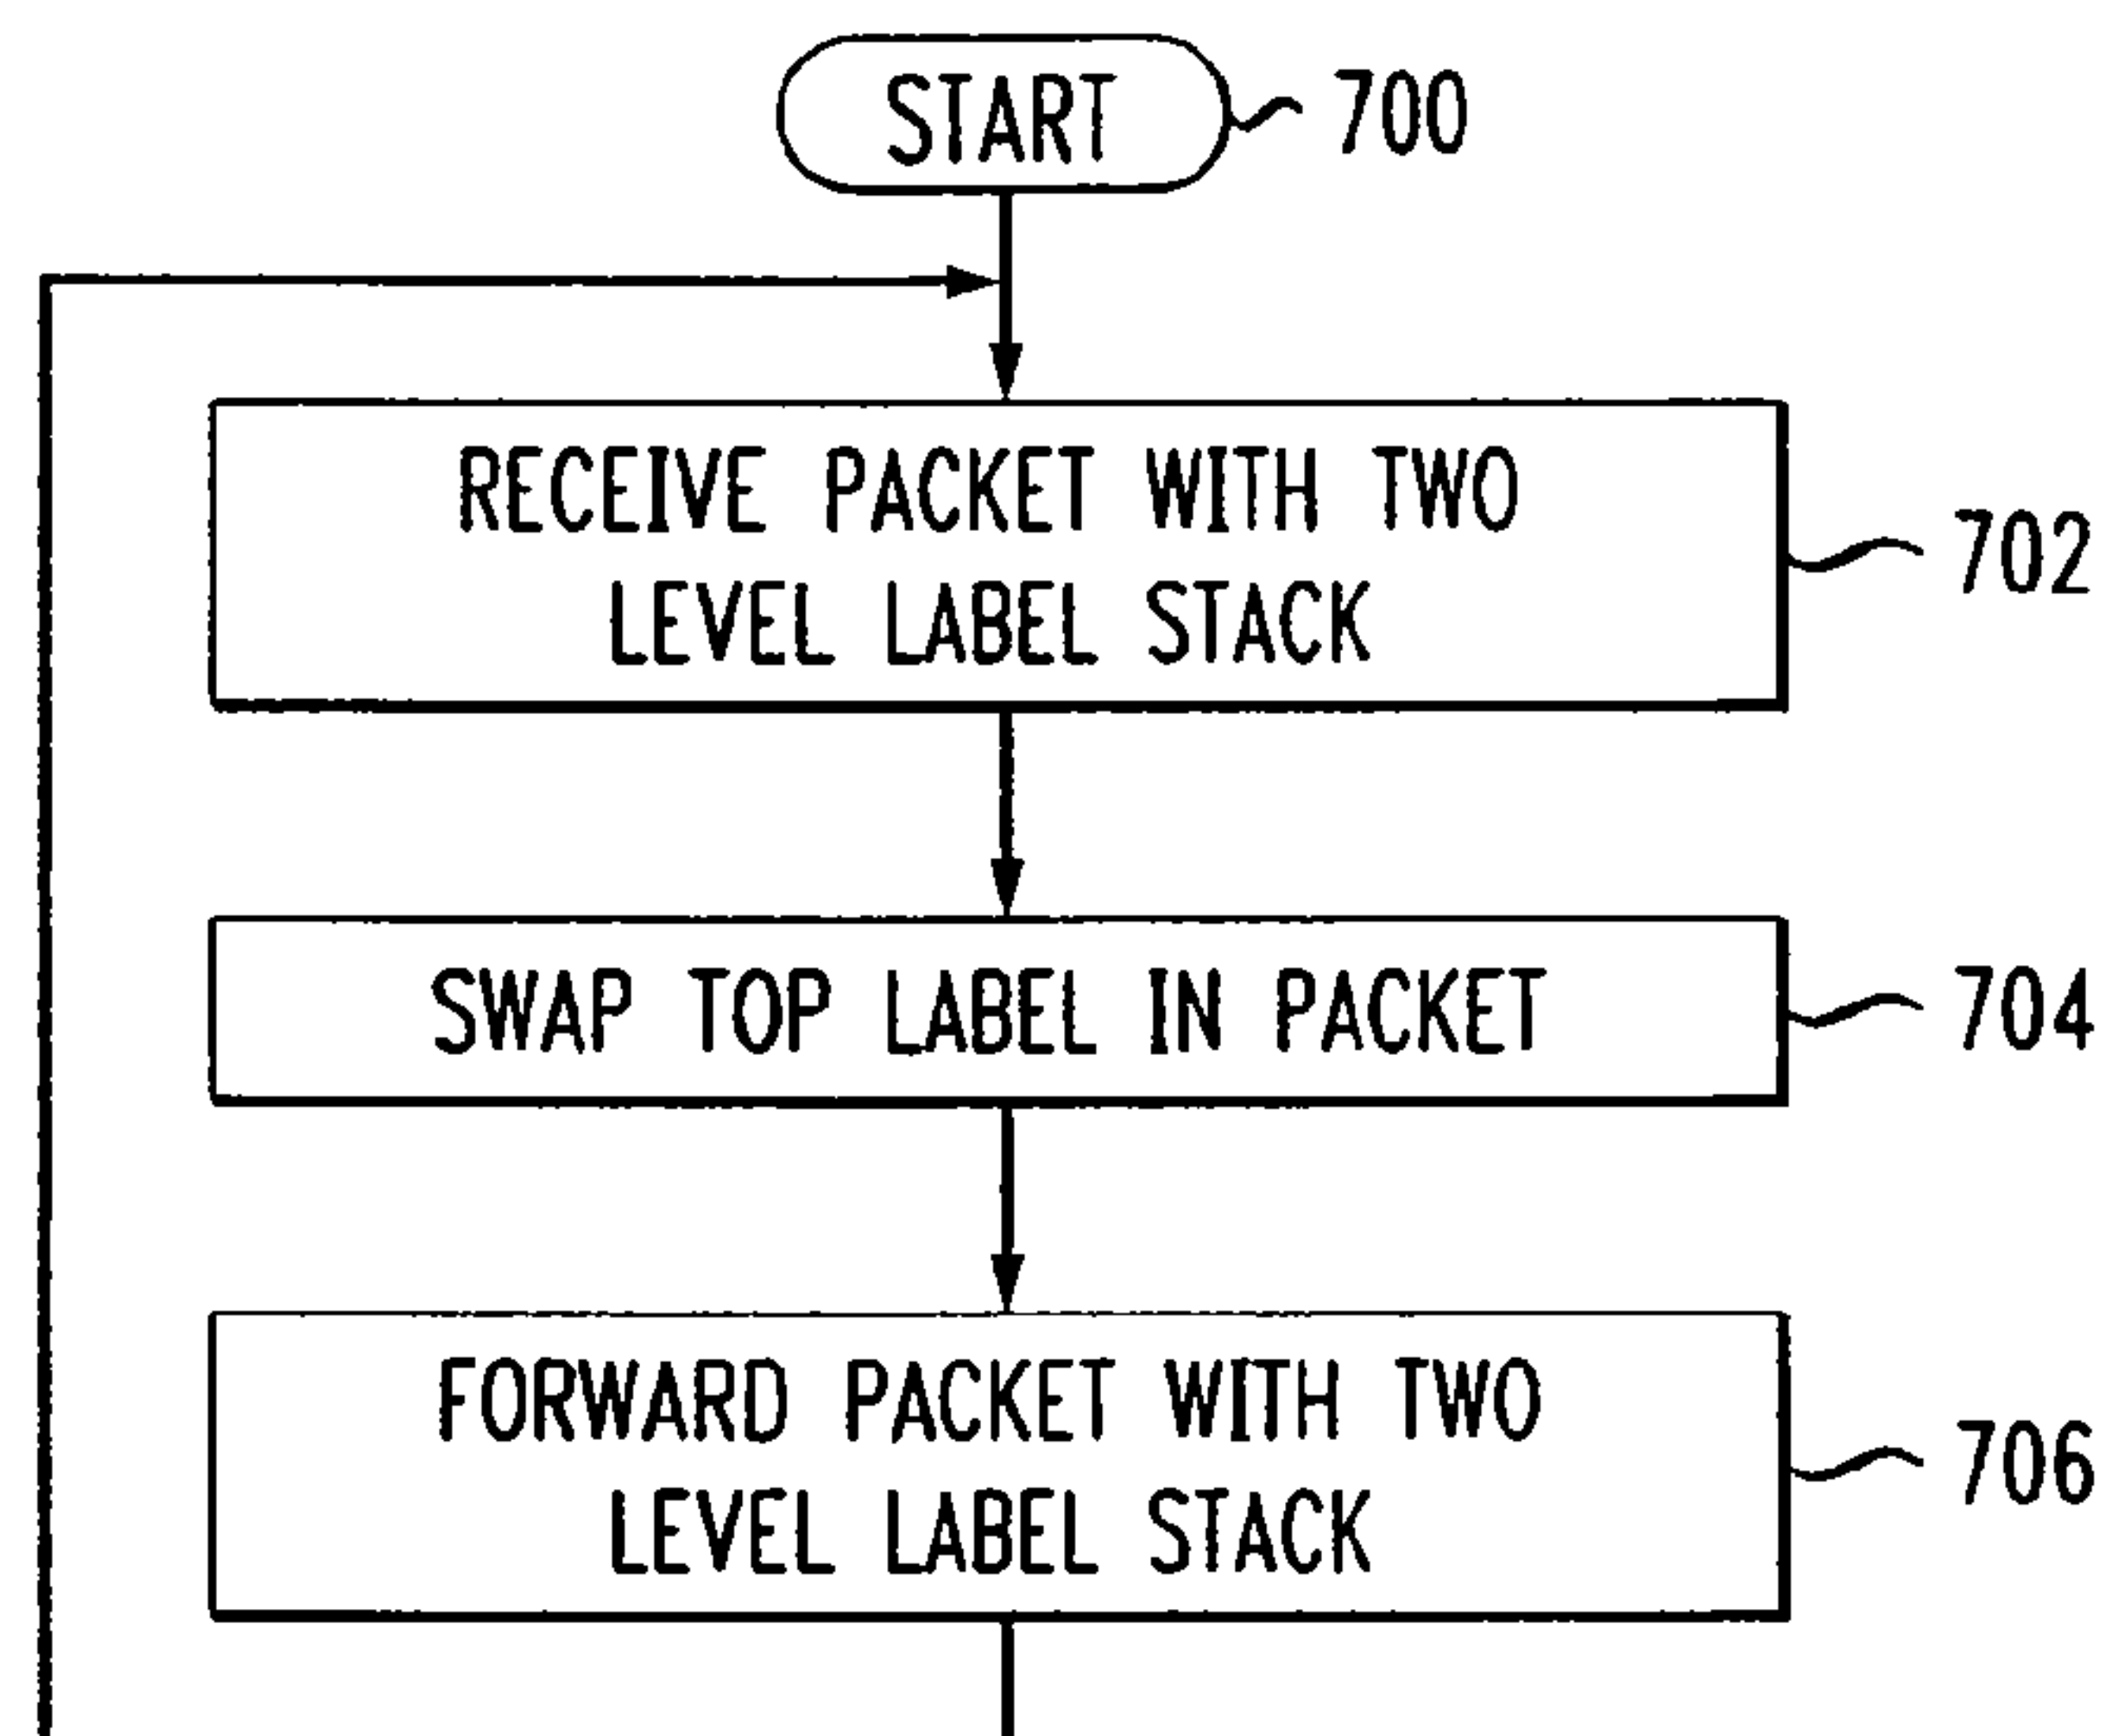 START
700
RECEIVE PACKET WITH TWO
LEVEL LABEL STACK
702
SWAP TOP LABEL IN PACKET
704
FORWARD PACKET WITH TWO
LEVEL LABEL STACK
706